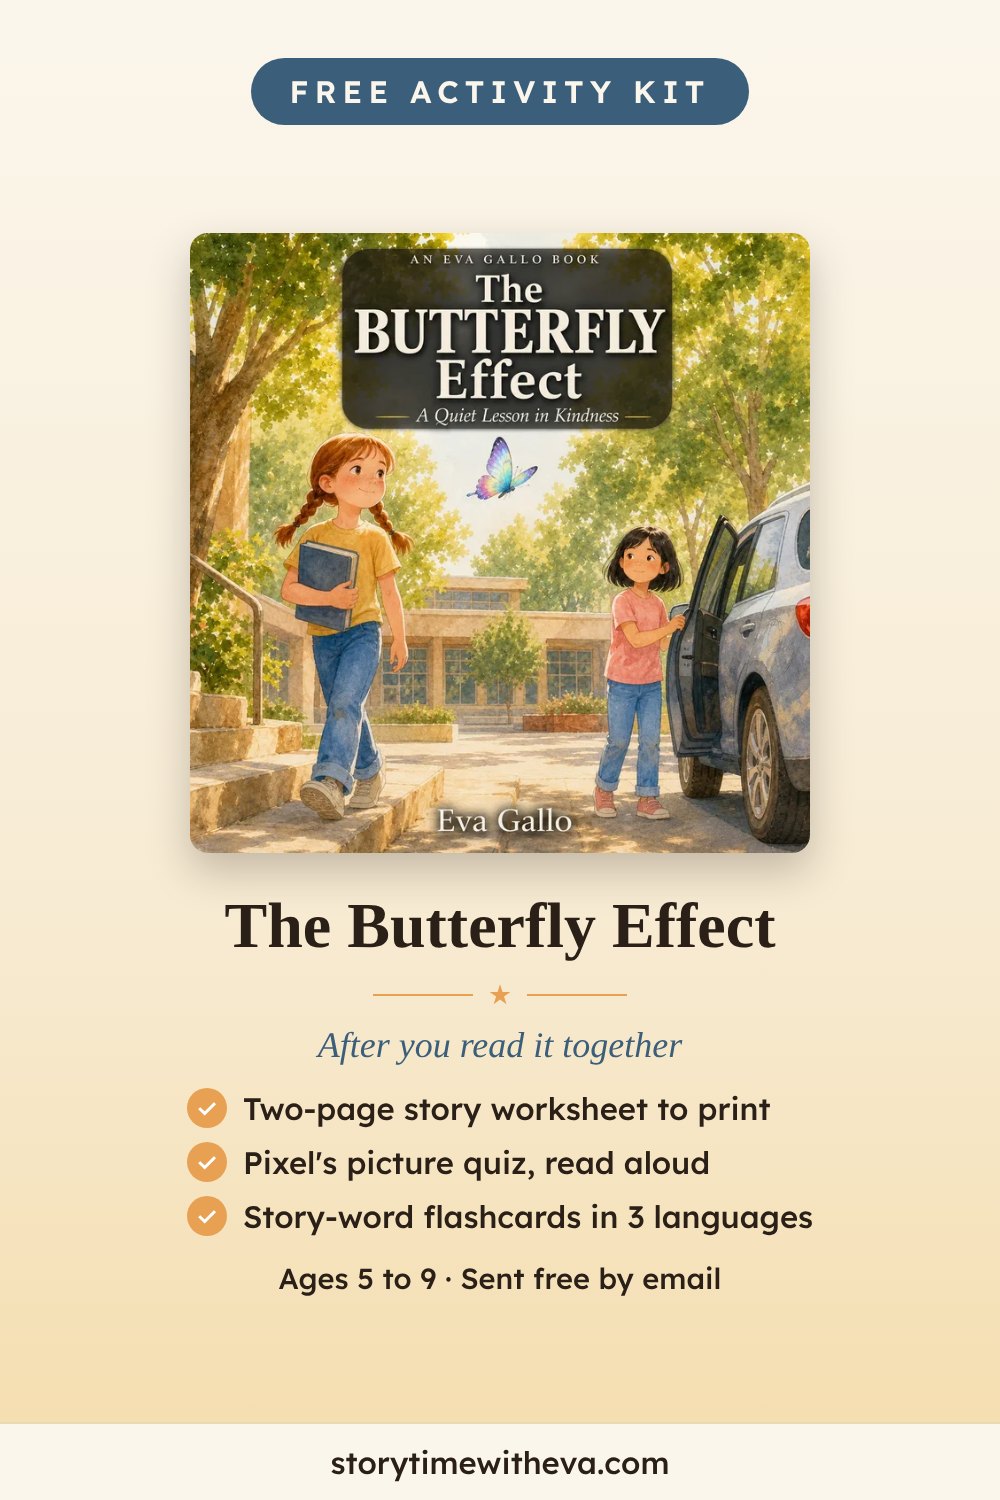 FREE ACTIVITY KIT
AN EVA GALLO BOOK
The
BUTTERFLY
Effect
A Quiet Lesson in Kindness
Eva Gallo
The Butterfly Effect
After you read it together
Two-page story worksheet to print
Pixel's picture quiz, read aloud
Story-word flashcards in 3 languages
Ages 5 to 9 · Sent free by email
storytimewitheva.com